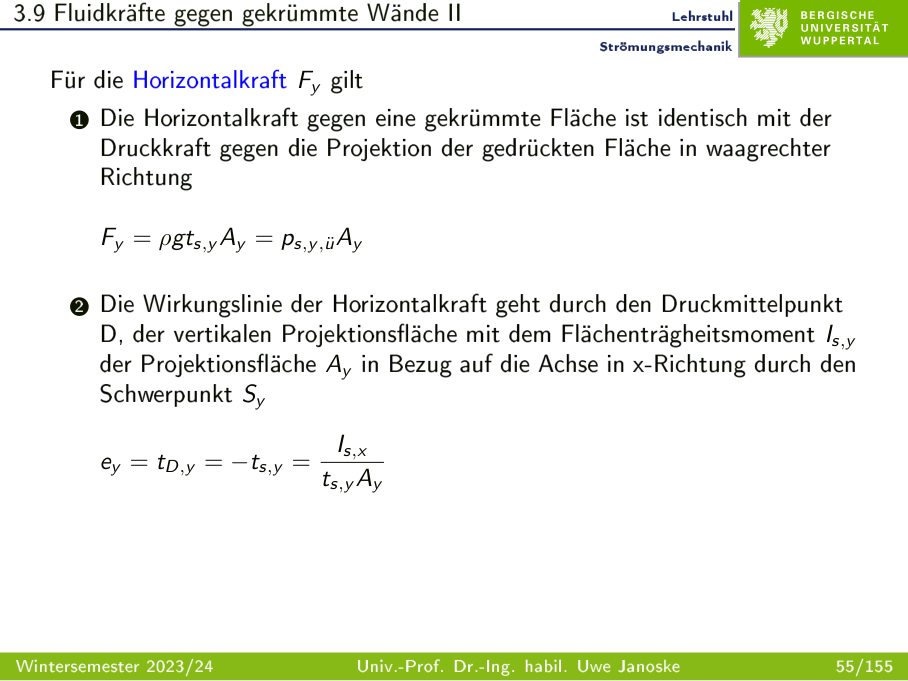 3.9 Fluidkräfte gegen gekrümmte Wände II
Lehrstuhl
Strömungsmechanik
BERGISCHE
UNIVERSITÄT
WUPPERTAL
Für die Horizontalkraft F_y gilt
1 Die Horizontalkraft gegen eine gekrümmte Fläche ist identisch mit der
Druckkraft gegen die Projektion der gedrückten Fläche in waagrechter
Richtung
F_y = ρgt_{s,y}A_y = p_{s,y,ü}A_y
2 Die Wirkungslinie der Horizontalkraft geht durch den Druckmittelpunkt
D, der vertikalen Projektionsfläche mit dem Flächenträgheitsmoment I_{s,y}
der Projektionsfläche A_y in Bezug auf die Achse in x-Richtung durch den
Schwerpunkt S_y
e_y = t_{D,y} = −t_{s,y} = \frac{I_{s,x}}{t_{s,y}A_y}
Wintersemester 2023/24
Univ.-Prof. Dr.-Ing. habil. Uwe Janoske
55/155